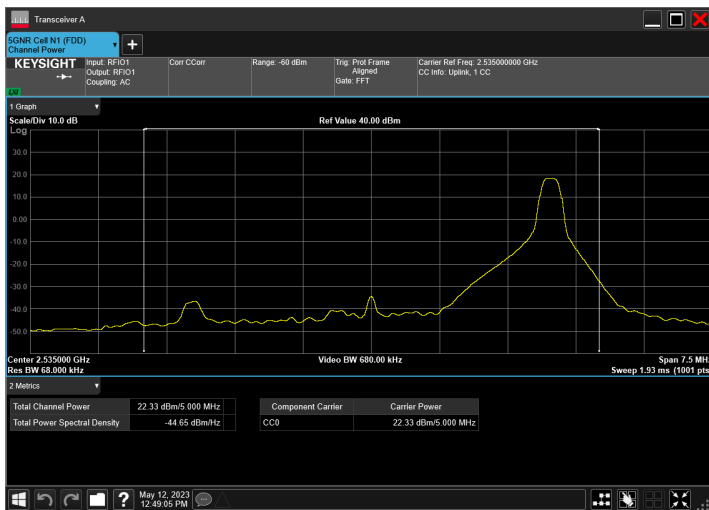 Transceiver A
5GNR Cell N1 (FDD)
Channel Power
KEYSIGHT
Input: RFIO1
Output: RFIO1
Coupling: AC
Corr CCorr
Range: -60 dBm
Trig: Prot Frame
Aligned
Gate: FFT
Carrier Ref Freq: 2.535000000 GHz
CC Info: Uplink, 1 CC
LXI
1 Graph
Scale/Div 10.0 dB
Ref Value 40.00 dBm
Log
30.0
20.0
10.0
0.00
-10.0
-20.0
-30.0
-40.0
-50.0
Center 2.535000 GHz
Video BW 680.00 kHz
Span 7.5 MH
Res BW 68.000 kHz
Sweep 1.93 ms (1001 pts
2 Metrics
Total Channel Power 22.33 dBm/5.000 MHz
Total Power Spectral Density -44.65 dBm/Hz
Component Carrier Carrier Power
CC0 22.33 dBm/5.000 MHz
?
May 12, 2023
12:49:05 PM